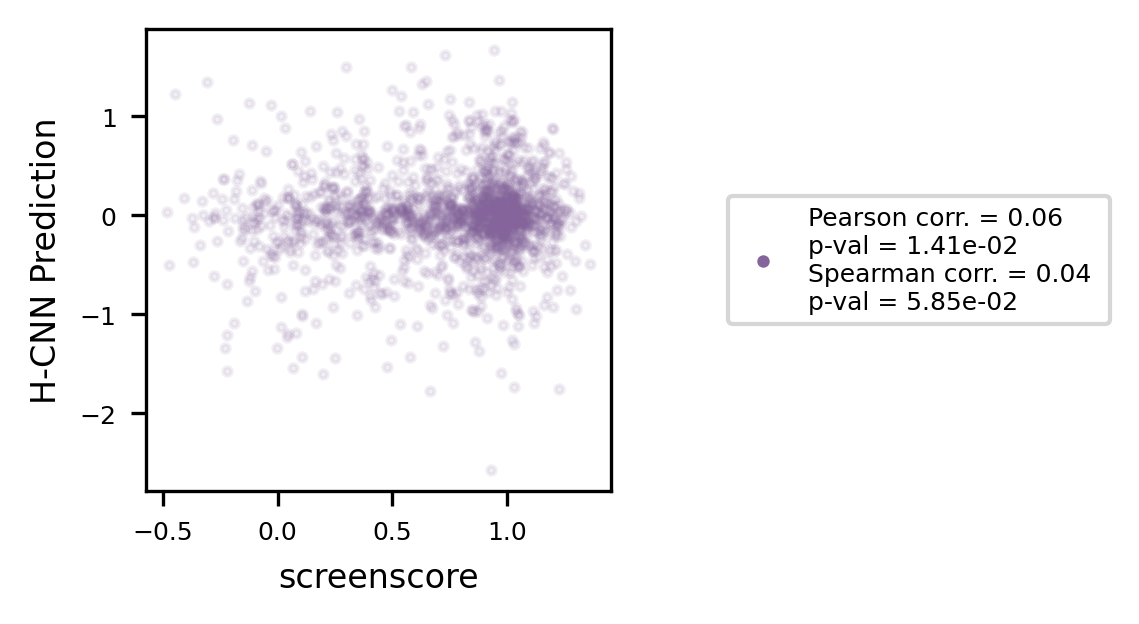 H-CNN Prediction
1
0
−1
−2
−0.5
0.0
0.5
1.0
screenscore
Pearson corr. = 0.06
p-val = 1.41e-02
Spearman corr. = 0.04
p-val = 5.85e-02